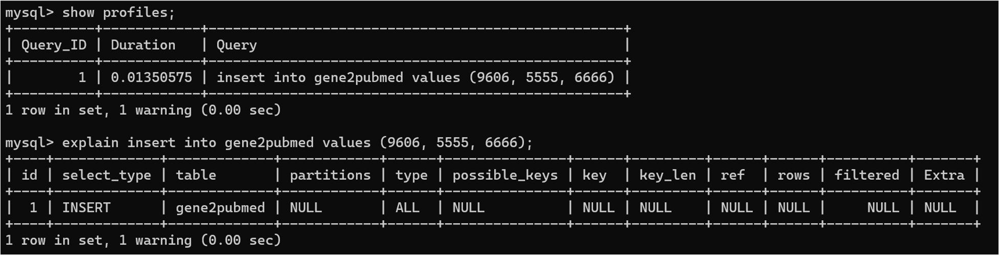 mysql> show profiles;
+----------+------------+---------------------------------------------------+
| Query_ID | Duration   | Query                                             |
+----------+------------+---------------------------------------------------+
|        1 | 0.01350575 | insert into gene2pubmed values (9606, 5555, 6666) |
+----------+------------+---------------------------------------------------+
1 row in set, 1 warning (0.00 sec)
mysql> explain insert into gene2pubmed values (9606, 5555, 6666);
+----+-------------+-------------+------------+------+---------------+------+---------+------+------+----------+-------+
| id | select_type | table       | partitions | type | possible_keys | key  | key_len | ref  | rows | filtered | Extra |
+----+-------------+-------------+------------+------+---------------+------+---------+------+------+----------+-------+
|  1 | INSERT      | gene2pubmed | NULL       | ALL  | NULL          | NULL | NULL    | NULL | NULL |     NULL | NULL  |
+----+-------------+-------------+------------+------+---------------+------+---------+------+------+----------+-------+
1 row in set, 1 warning (0.00 sec)